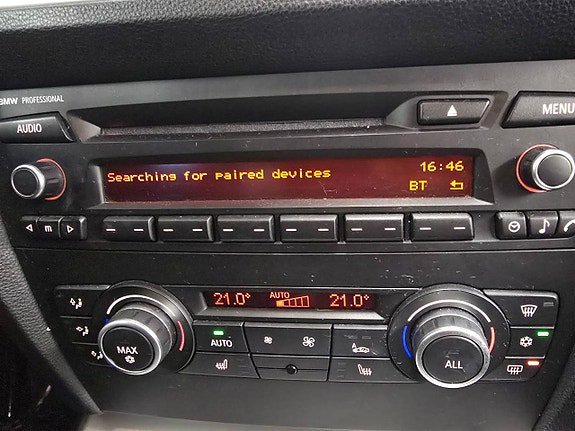 BMW PROFESSIONAL
AUDIO
MENU
Searching for paired devices
16:46
BT
m
21.0°
AUTO
21.0°
MAX
AUTO
ALL